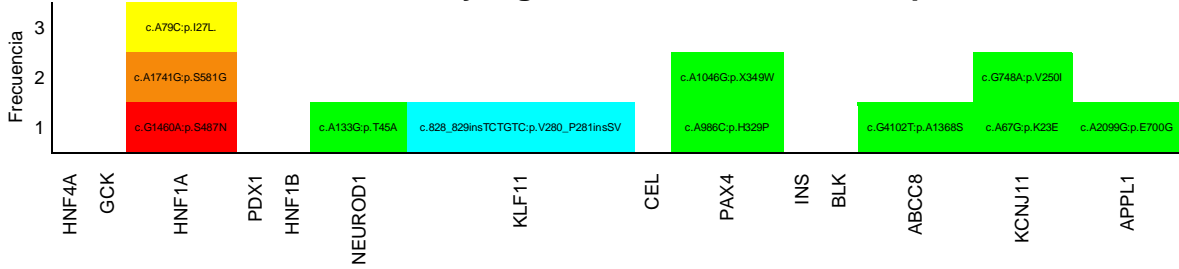 Frecuencia
3
c.A79C:p.I27L.
2
c.A1741G:p.S581G
c.A1046G:p.X349W
c.G748A:p.V250I
1
c.G1460A:p.S487N
c.A133G:p.T45A
c.828_829insTCTGTC:p.V280_P281insSV
c.A986C:p.H329P
c.G4102T:p.A1368S
c.A67G:p.K23E
c.A2099G:p.E700G
HNF4A
GCK
HNF1A
PDX1
HNF1B
NEUROD1
KLF11
CEL
PAX4
INS
BLK
ABCC8
KCNJ11
APPL1